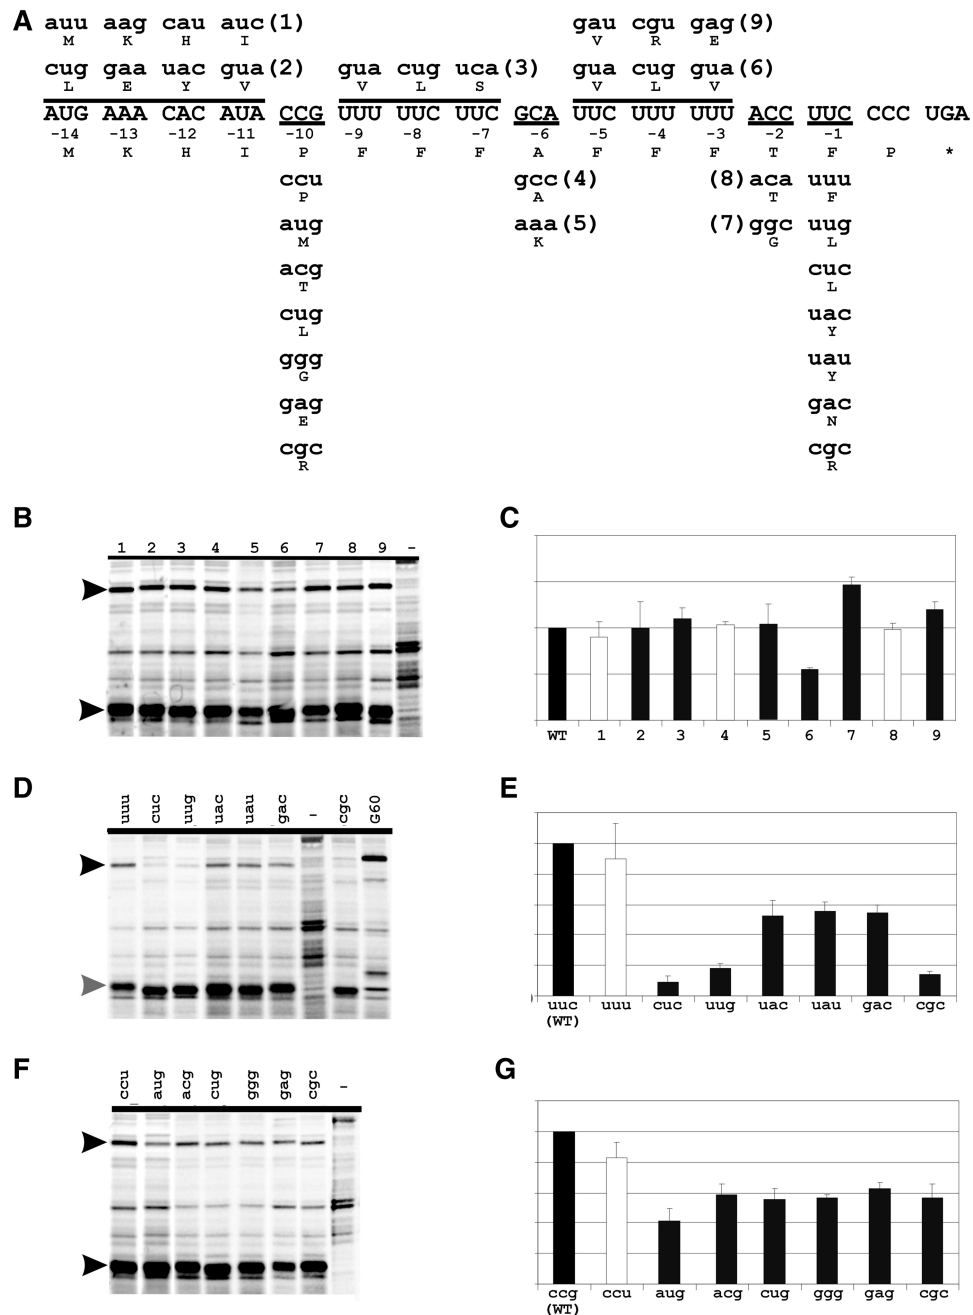 A auu aag cau auc(1) gau cgu gag(9)
M K H I V R E
cug gaa uac gua(2) gua cug uca(3) gua cug gua(6)
L E Y V V L S V L V
AUG AAA CAC AUA CCG UUU UUC UUC GCA UUC UUU UUU ACC UUC CCC UGA
-14 -13 -12 -11 -10 -9 -8 -7 -6 -5 -4 -3 -2 -1
M K H I P F F F A F F F T F P *
ccu gcc(4) (8)aca uuu
P A T F
aug aaa(5) (7)ggc uug
M K G L
acg cuc
T L
cug uac
L Y
ggg uau
G Y
gag gac
E N
cgc cgc
R R
B C
1 2 3 4 5 6 7 8 9 -
WT 1 2 3 4 5 6 7 8 9
D E
uuu cuc uug uac uau gac - cgc G60
uuc uuu cuc uug uac uau gac cgc
(WT)
F G
ccu aug acg cug ggg gag cgc -
ccg ccu aug acg cug ggg gag cgc
(WT)